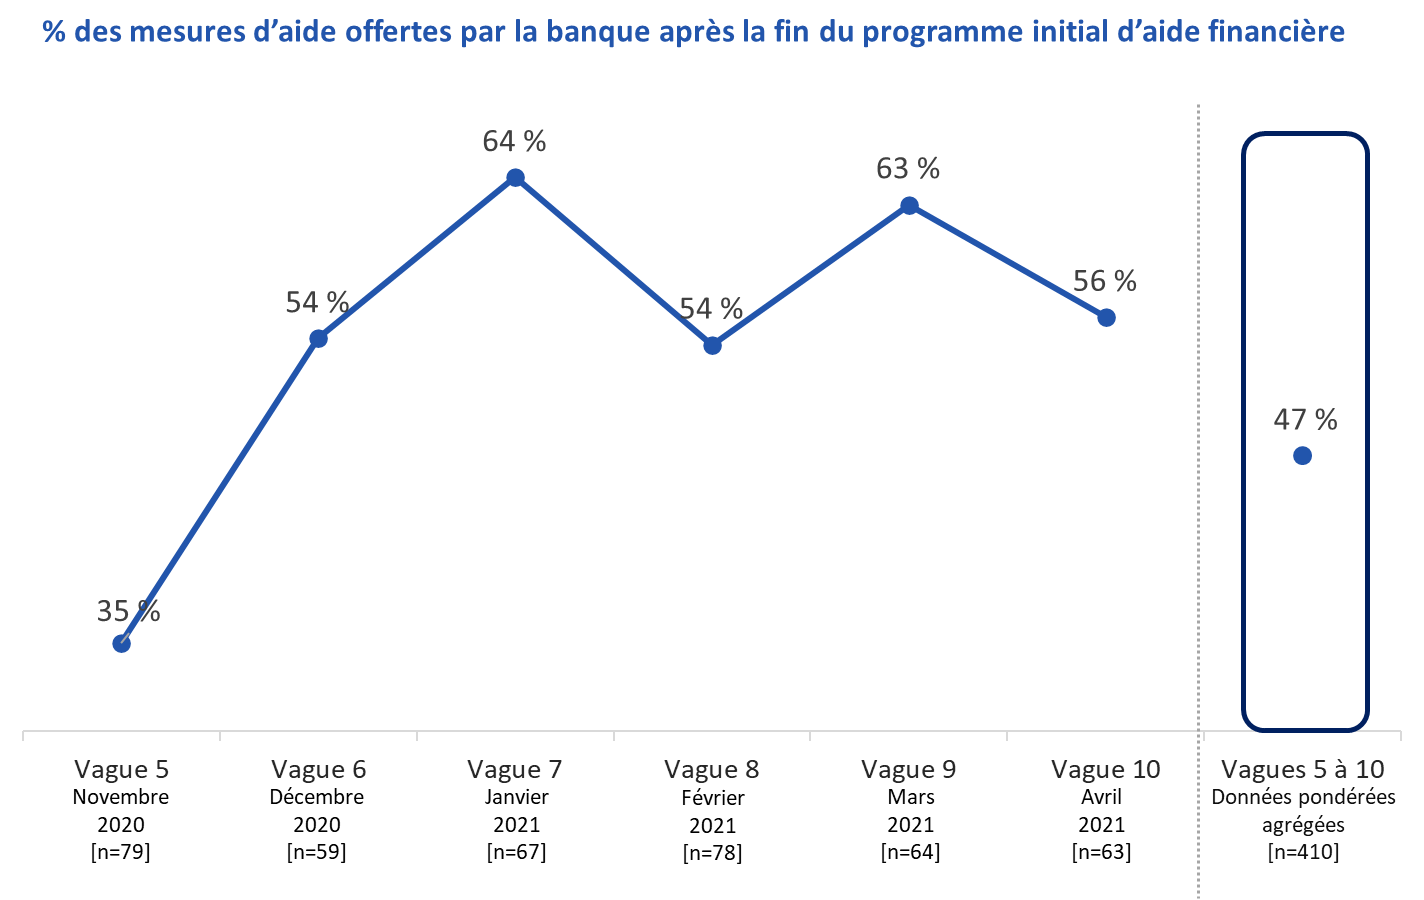 % des mesures d’aide offertes par la banque après la fin du programme initial d’aide financière
64 %
63 %
54 %
54 %
56 %
47 %
35 %
Vague 5
Novembre
2020
[n=79]
Vague 6
Décembre
2020
[n=59]
Vague 7
Janvier
2021
[n=67]
Vague 8
Février
2021
[n=78]
Vague 9
Mars
2021
[n=64]
Vague 10
Avril
2021
[n=63]
Vagues 5 à 10
Données pondérées
agrégées
[n=410]